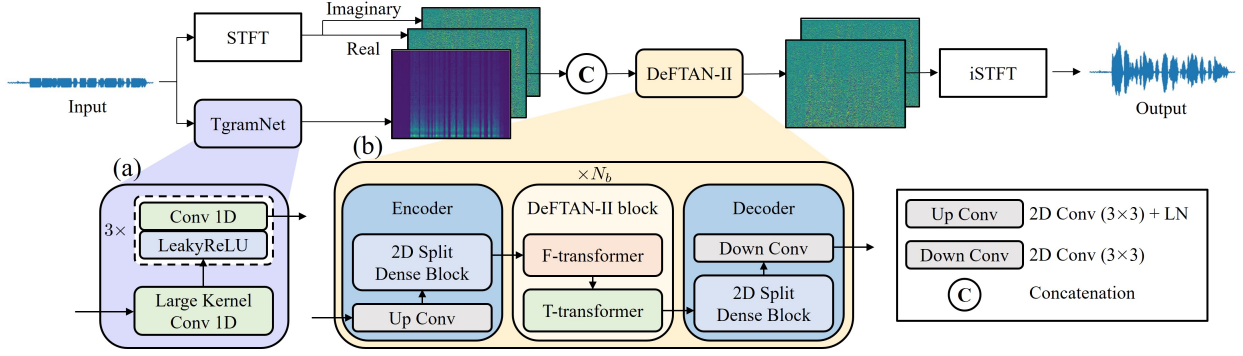 Imaginary
STFT
Real
Input
TgramNet
C
DeFTAN-II
iSTFT
Output
(a)
3×
Conv 1D
LeakyReLU
Large Kernel
Conv 1D
(b)
×N_b
Encoder
2D Split
Dense Block
Up Conv
DeFTAN-II block
F-transformer
T-transformer
Decoder
Down Conv
2D Split
Dense Block
Up Conv 2D Conv (3×3) + LN
Down Conv 2D Conv (3×3)
C Concatenation